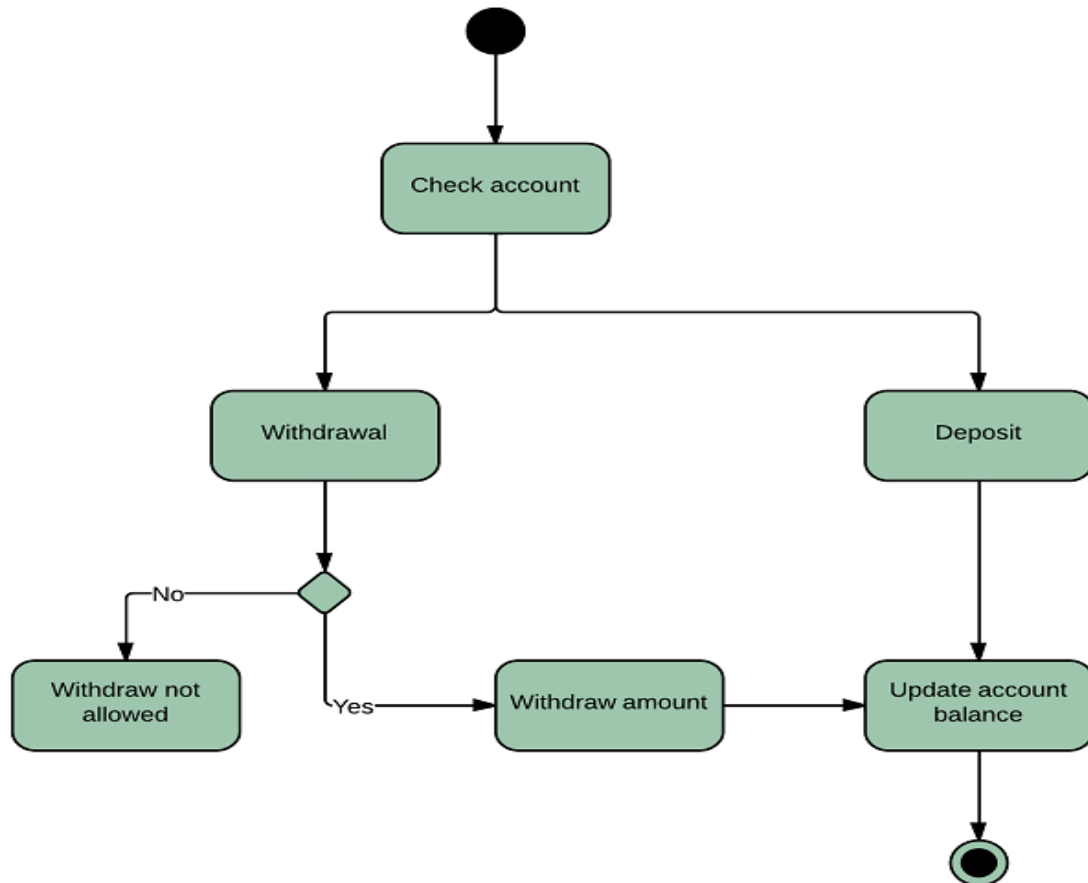 Check account
Withdrawal
Deposit
No
Withdraw not
allowed
Yes
Withdraw amount
Update account
balance